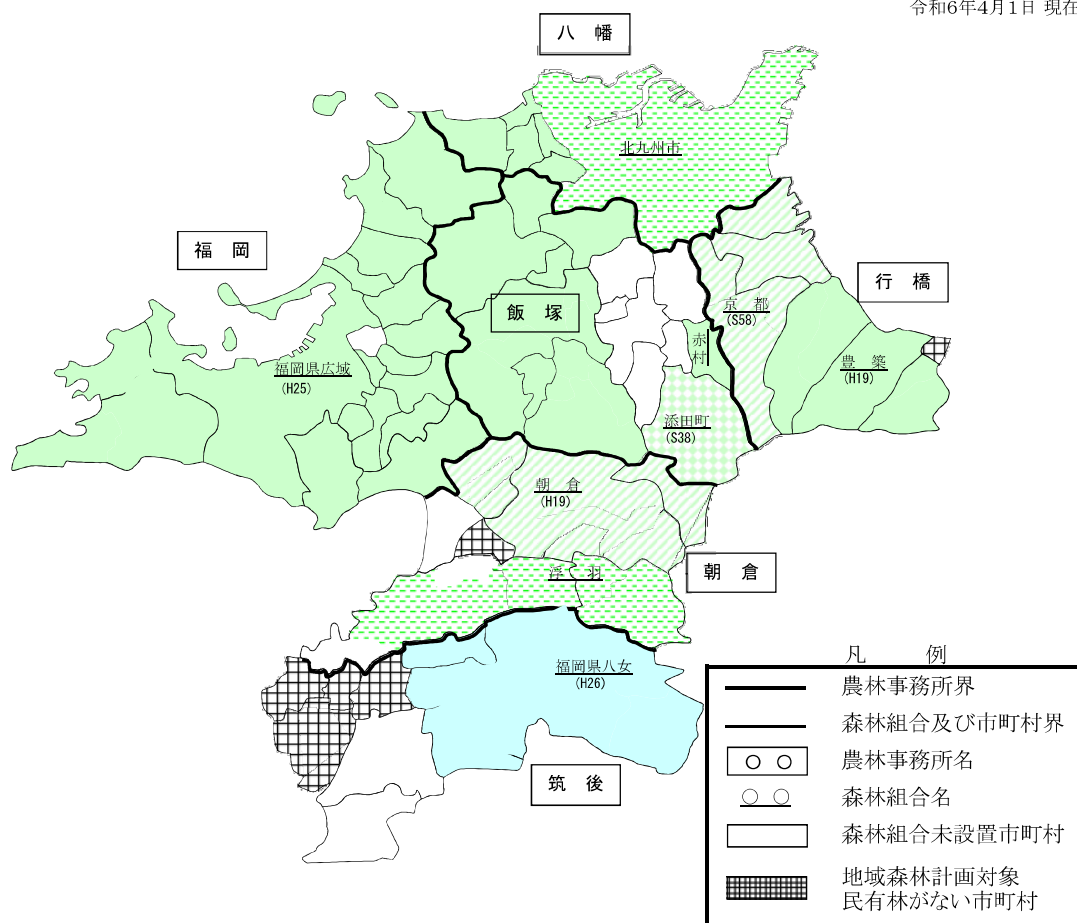 令和6年4月1日 現在
八 幡
北九州市
福 岡
行 橋
飯 塚
京 都
(S58)
赤村
豊 築
(H19)
福岡県広域
(H25)
添田町
(S38)
朝 倉
(H19)
浮 羽
朝 倉
福岡県八女
(H26)
筑 後
凡 例
農林事務所界
森林組合及び市町村界
○ ○
農林事務所名
○ ○
森林組合名
森林組合未設置市町村
地域森林計画対象
民有林がない市町村